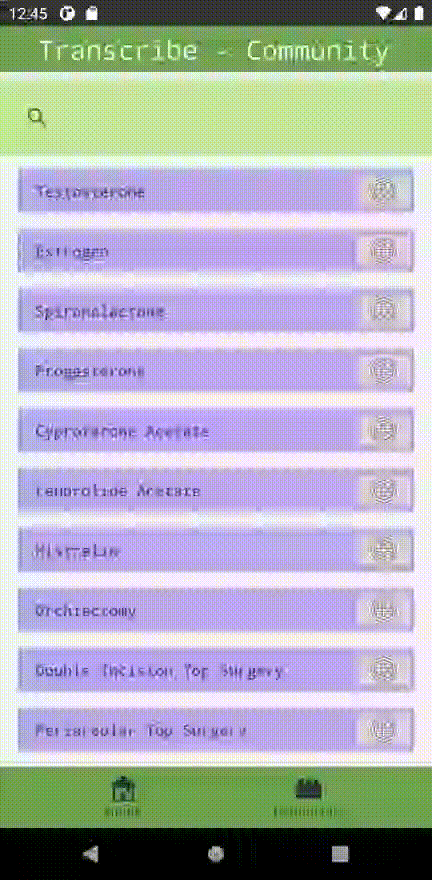 12:45
Transcribe - Community
Testosterone
Estrogen
Spironolactone
Progesterone
Cyproterone Acetate
Leuprolide Acetate
Histrelin
Orchiectomy
Double Incision Top Surgery
Periareolar Top Surgery
Home
Community